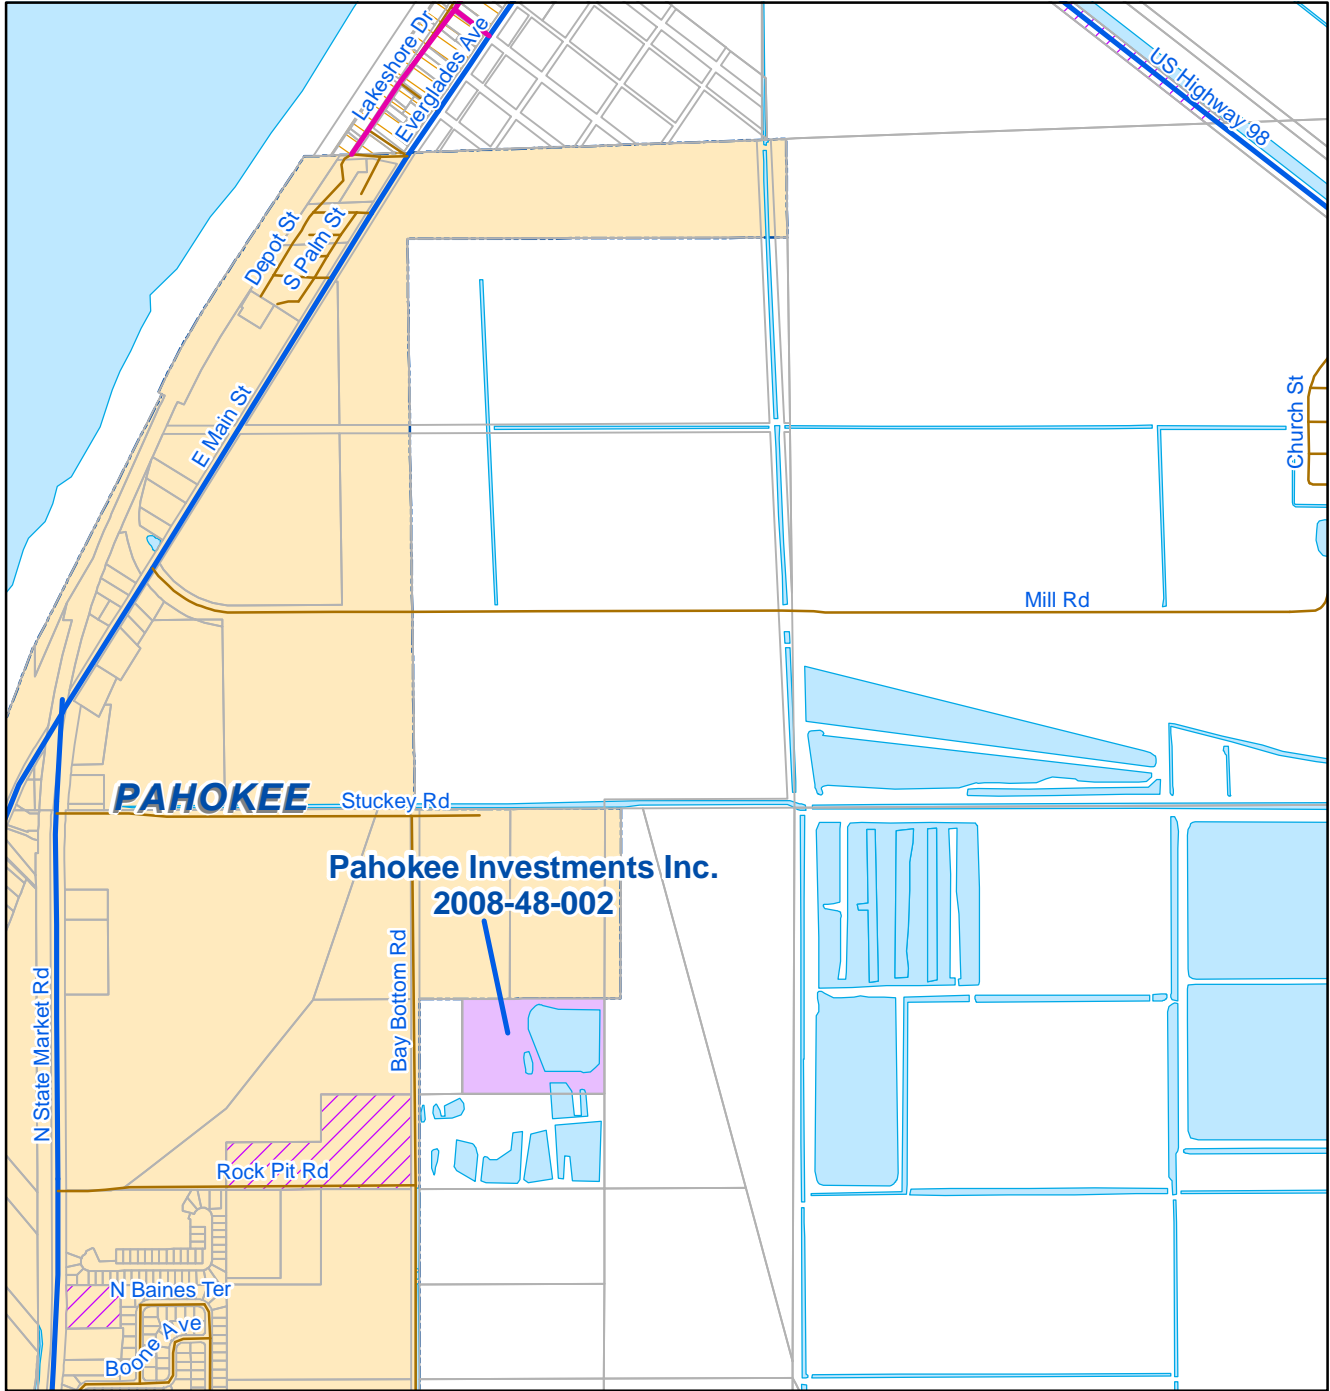 Lakeshore Dr
Everglades Ave
US Highway 98
Depot St
S Palm St
E Main St
Church St
Mill Rd
PAHOKEE
Stuckey Rd
Pahokee Investments Inc.
2008-48-002
Bay Bottom Rd
N State Market Rd
Rock Pit Rd
N Baines Ter
Boone Ave